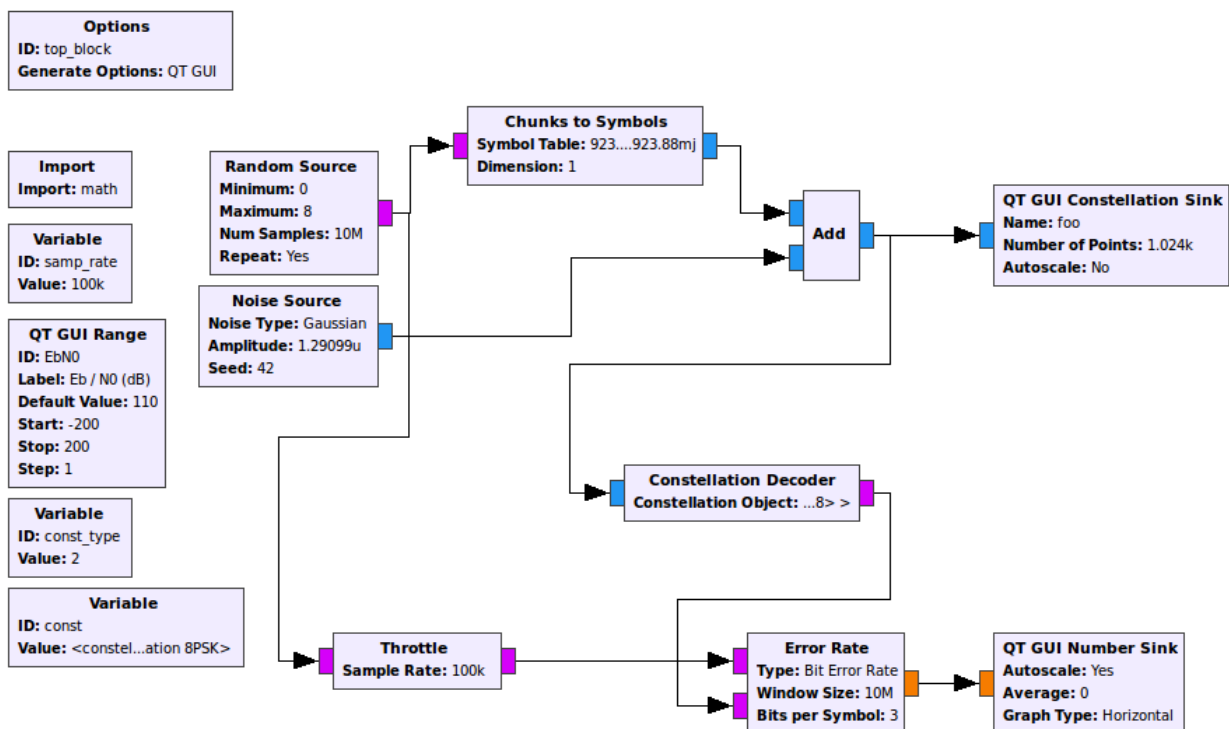 Options
ID: top_block
Generate Options: QT GUI
Import
Import: math
Variable
ID: samp_rate
Value: 100k
QT GUI Range
ID: EbN0
Label: Eb / N0 (dB)
Default Value: 110
Start: -200
Stop: 200
Step: 1
Variable
ID: const_type
Value: 2
Variable
ID: const
Value: <constel...ation 8PSK>
Random Source
Minimum: 0
Maximum: 8
Num Samples: 10M
Repeat: Yes
Noise Source
Noise Type: Gaussian
Amplitude: 1.29099u
Seed: 42
Chunks to Symbols
Symbol Table: 923....923.88mj
Dimension: 1
Add
QT GUI Constellation Sink
Name: foo
Number of Points: 1.024k
Autoscale: No
Constellation Decoder
Constellation Object: ...8> >
Throttle
Sample Rate: 100k
Error Rate
Type: Bit Error Rate
Window Size: 10M
Bits per Symbol: 3
QT GUI Number Sink
Autoscale: Yes
Average: 0
Graph Type: Horizontal